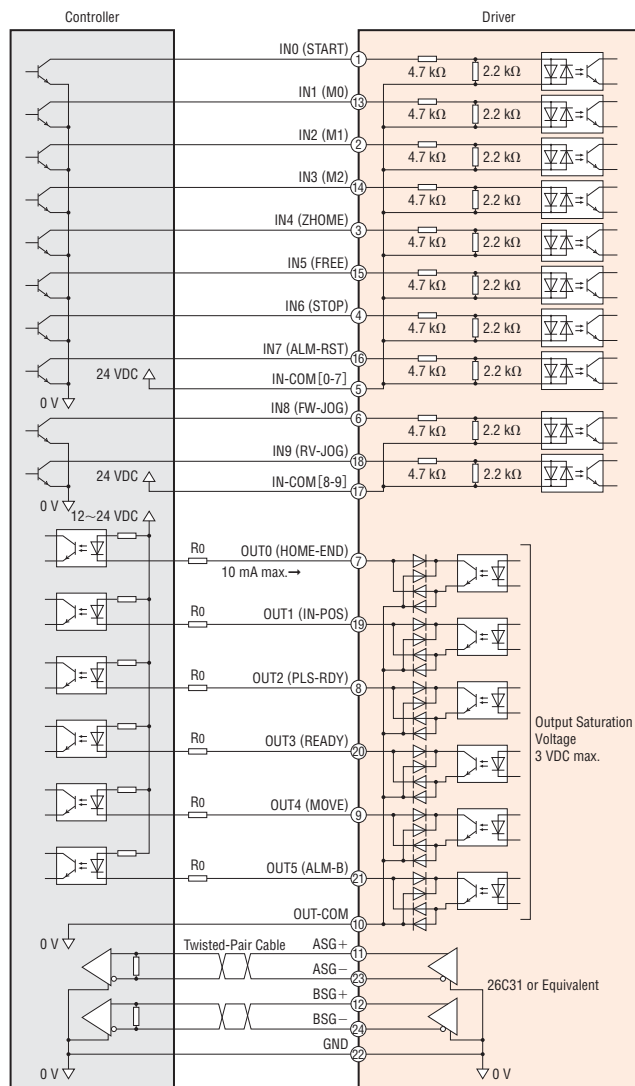 Controller
Driver
IN0 (START)
1
4.7 kΩ
2.2 kΩ
IN1 (M0)
13
4.7 kΩ
2.2 kΩ
IN2 (M1)
2
4.7 kΩ
2.2 kΩ
IN3 (M2)
14
4.7 kΩ
2.2 kΩ
IN4 (ZHOME)
3
4.7 kΩ
2.2 kΩ
IN5 (FREE)
15
4.7 kΩ
2.2 kΩ
IN6 (STOP)
4
4.7 kΩ
2.2 kΩ
IN7 (ALM-RST)
16
4.7 kΩ
2.2 kΩ
24 VDC
IN-COM [0-7]
5
0 V
IN8 (FW-JOG)
6
4.7 kΩ
2.2 kΩ
IN9 (RV-JOG)
18
4.7 kΩ
2.2 kΩ
24 VDC
IN-COM [8-9]
17
0 V
12~24 VDC
R0
OUT0 (HOME-END)
7
10 mA max.→
R0
OUT1 (IN-POS)
19
R0
OUT2 (PLS-RDY)
8
Output Saturation
Voltage
3 VDC max.
R0
OUT3 (READY)
20
R0
OUT4 (MOVE)
9
R0
OUT5 (ALM-B)
21
OUT-COM
10
0 V
Twisted-Pair Cable
ASG+
11
ASG−
23
26C31 or Equivalent
BSG+
12
BSG−
24
GND
22
0 V
0 V